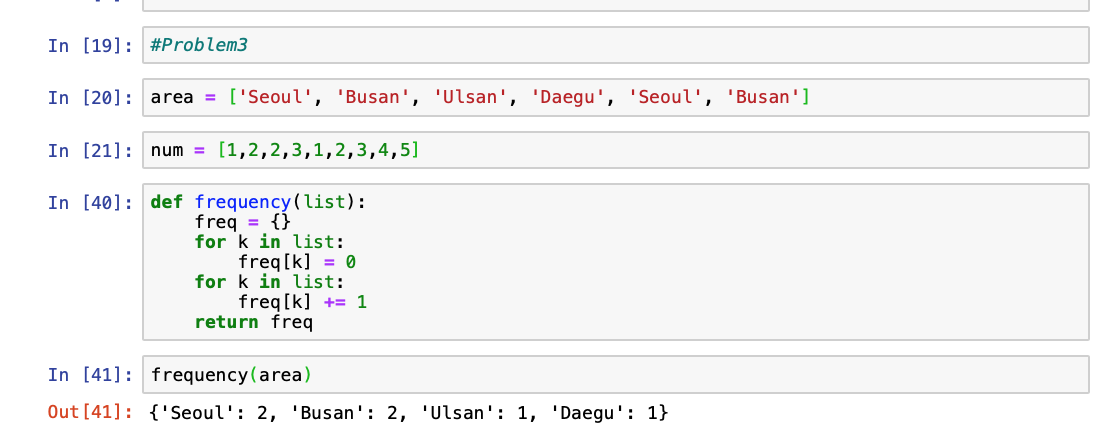 In [19]: #Problem3
In [20]: area = ['Seoul', 'Busan', 'Ulsan', 'Daegu', 'Seoul', 'Busan']
In [21]: num = [1,2,2,3,1,2,3,4,5]
In [40]: def frequency(list):
    freq = {}
    for k in list:
        freq[k] = 0
    for k in list:
        freq[k] += 1
    return freq
In [41]: frequency(area)
Out[41]: {'Seoul': 2, 'Busan': 2, 'Ulsan': 1, 'Daegu': 1}